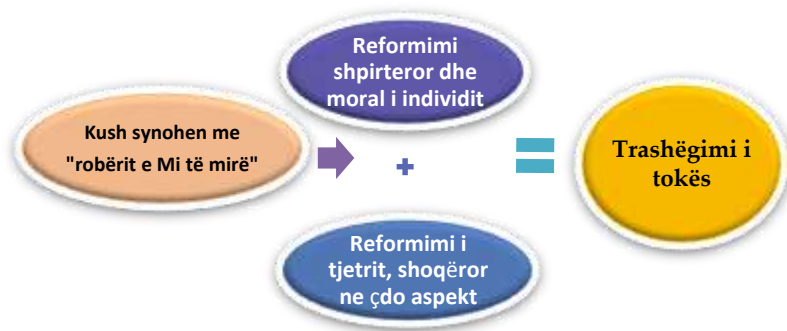 Kush synohen me
"robërit e Mi të mirë"
Reformimi
shpirteror dhe
moral i individit
+
Reformimi i
tjetrit, shoqëror
ne çdo aspekt
=
Trashëgimi i
tokës